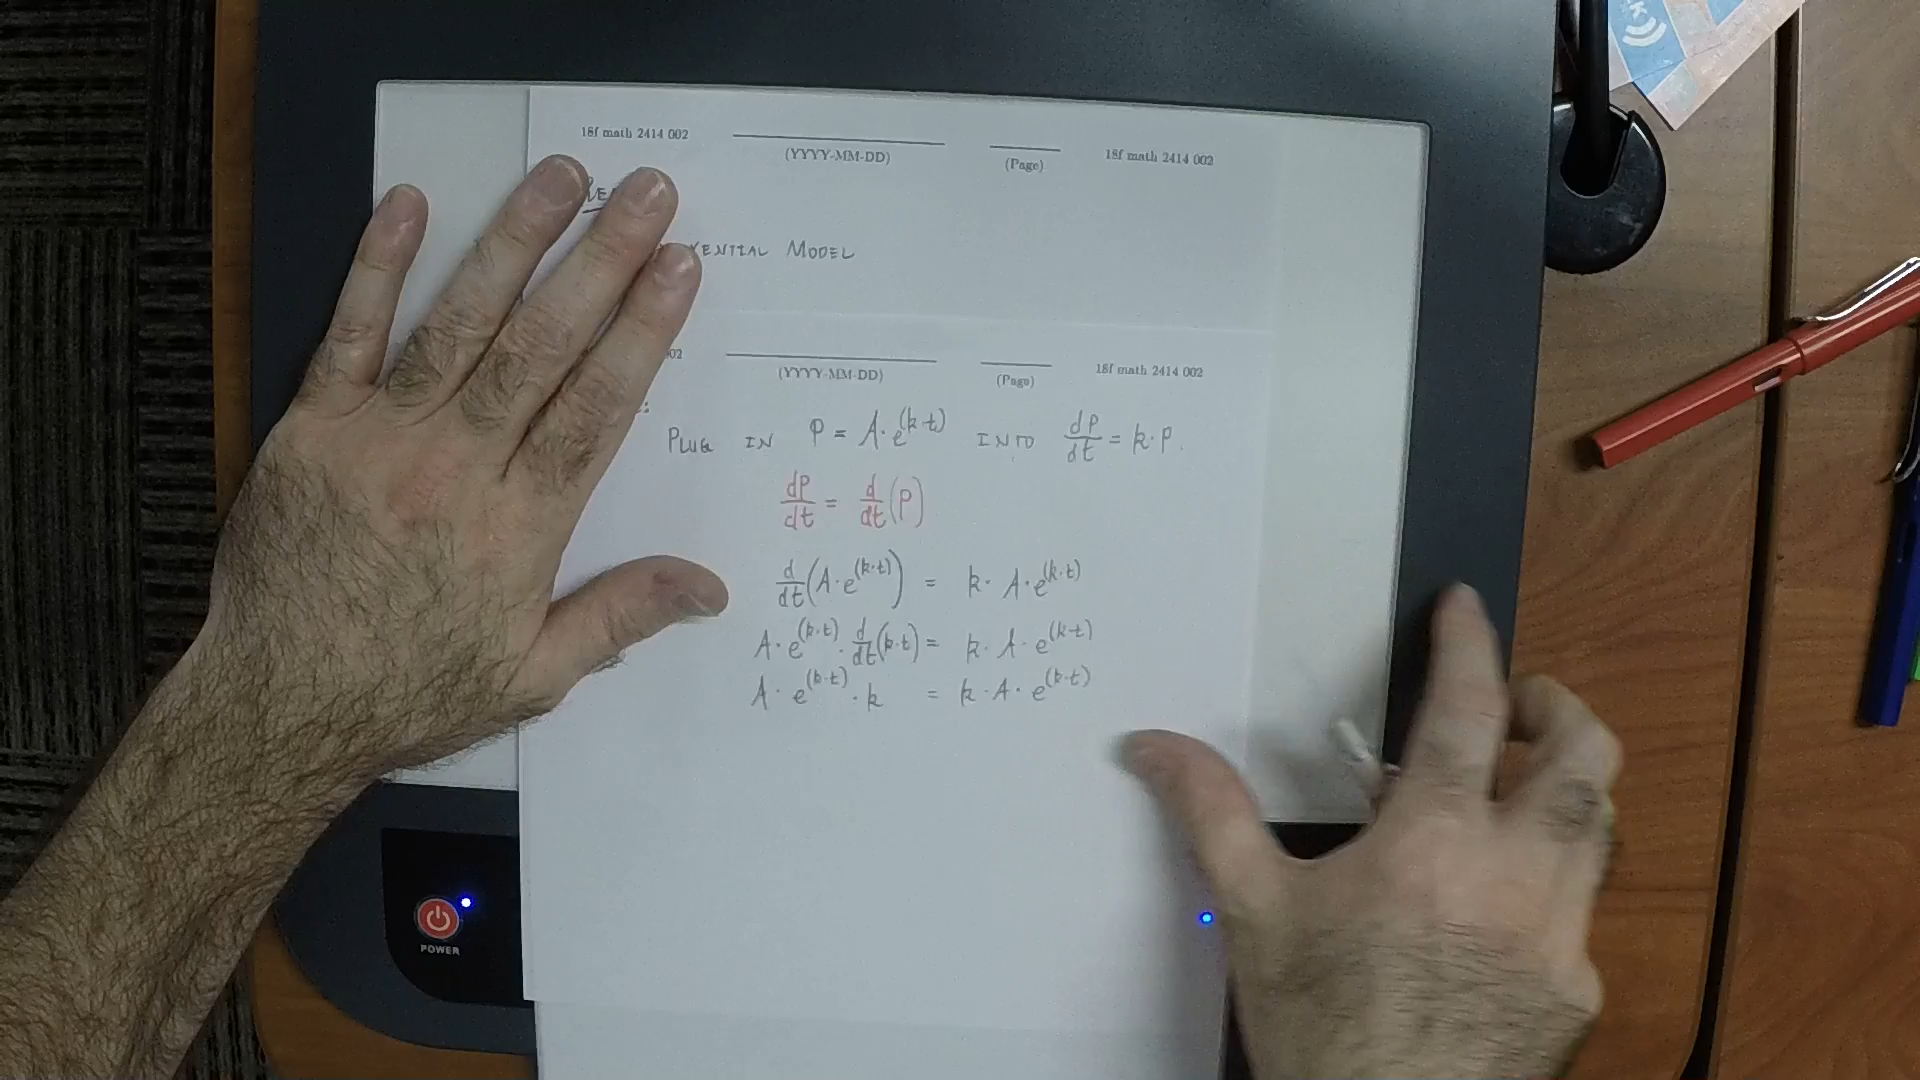 18f math 2414 002 (YYYY-MM-DD) (Page) 18f math 2414 002
MODEL
(YYYY-MM-DD) (Page) 18f math 2414 002
PLUG IN P = A·e^(k·t) INTO dP/dt = k·P.
dP/dt = d/dt(P)
d/dt(A·e^(k·t)) = k·A·e^(k·t)
A·e^(k·t)·d/dt(k·t) = k·A·e^(k·t)
A·e^(k·t)·k = k·A·e^(k·t)
POWER